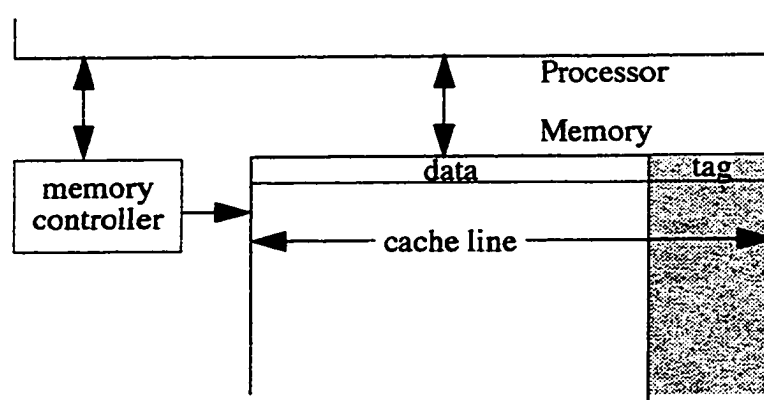 Processor
Memory
memory
controller
data
tag
cache line